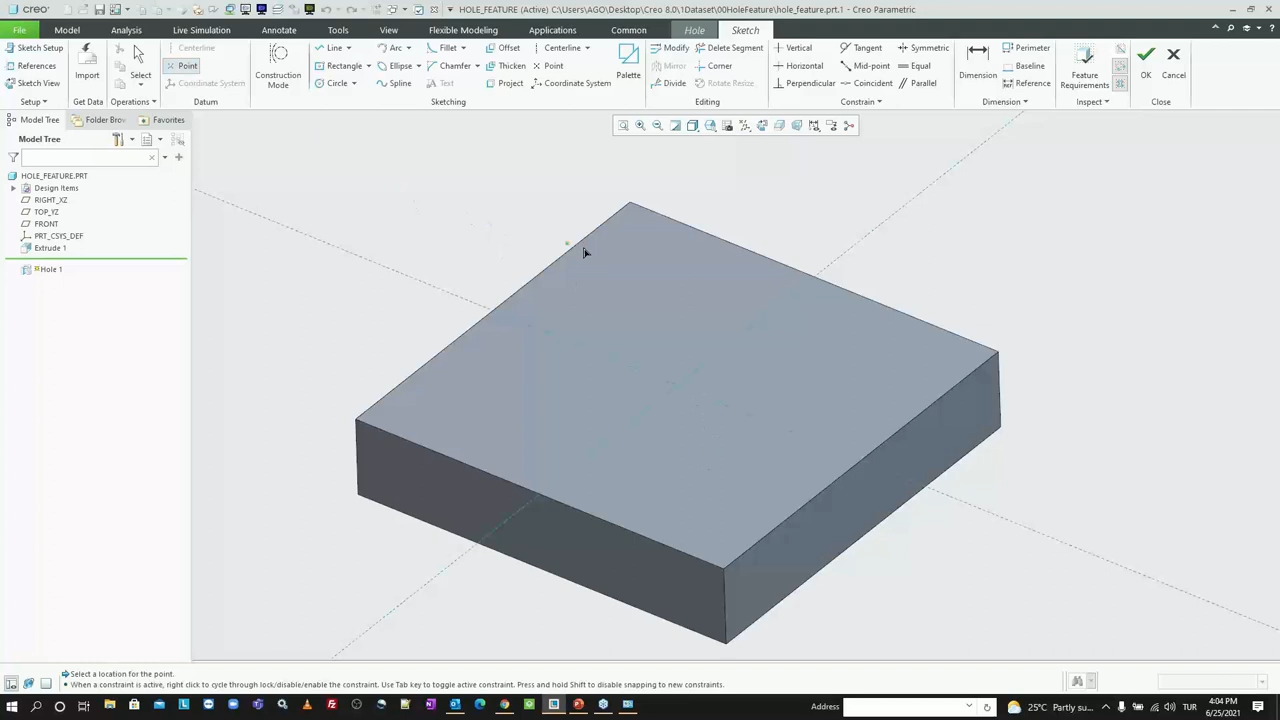 creo HOLE_FEATURE (Active) C:\Users\AGO\Desktop\Creo 8.0\1Dataset\00HoleFeature\hole_feature.prt.1 - Creo Parametric
File Model Analysis Live Simulation Annotate Tools View Flexible Modeling Applications Common Hole Sketch
Sketch Setup Centerline Line Arc Fillet Offset Centerline Modify Delete Segment Vertical Tangent Symmetric Perimeter
References Point Rectangle Ellipse Chamfer Thicken Point Mirror Corner Horizontal Mid-point Equal Baseline
Import Select Construction Mode Palette Dimension Feature Requirements OK Cancel
Sketch View Coordinate System Circle Spline Text Project Coordinate System Divide Rotate Resize Perpendicular Coincident Parallel Reference
Setup Get Data Operations Datum Sketching Editing Constrain Dimension Inspect Close
Model Tree Folder Brov Favorites
Model Tree
HOLE_FEATURE.PRT
Design Items
RIGHT_XZ
TOP_YZ
FRONT
PRT_CSYS_DEF
Extrude 1
Hole 1
Select a location for the point.
When a constraint is active, right click to cycle through lock/disable/enable the constraint. Use Tab key to toggle active constraint. Press and hold Shift to disable snapping to new constraints.
Address 25°C Partly su... TUR 4:04 PM
6/25/2021